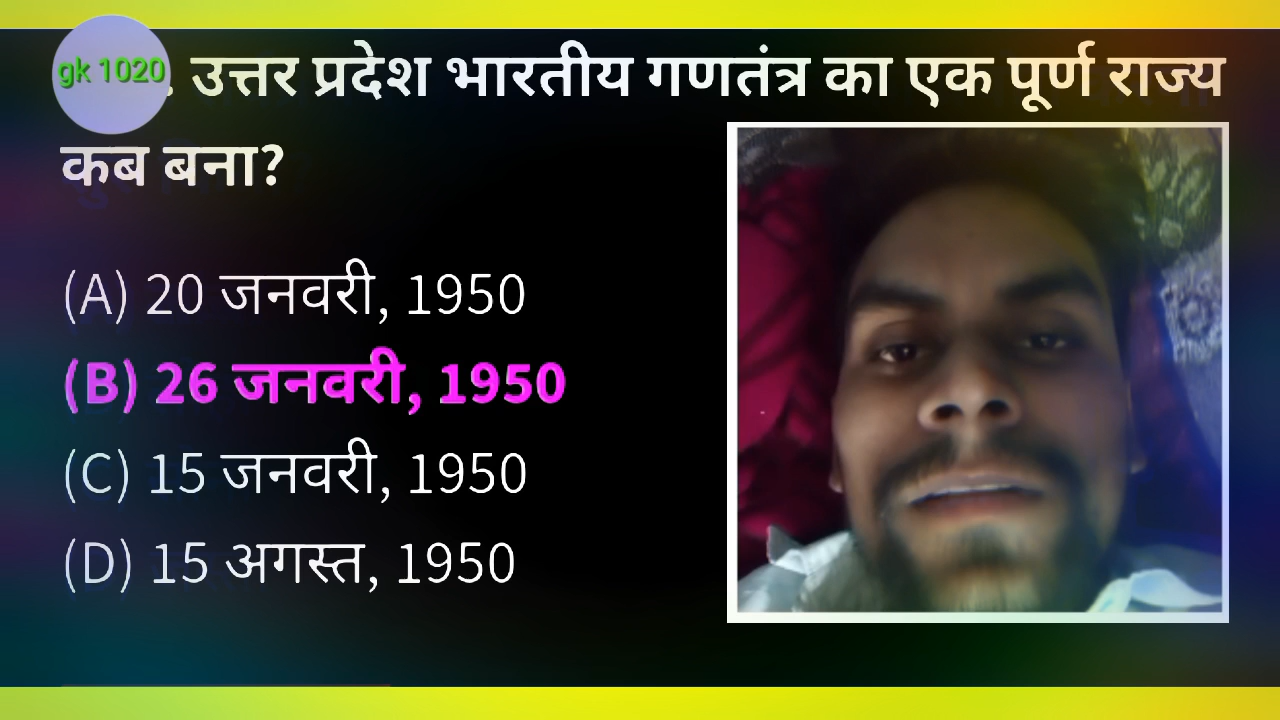 gk 1020
. उत्तर प्रदेश भारतीय गणतंत्र का एक पूर्ण राज्य
कब बना?
(A) 20 जनवरी, 1950
(B) 26 जनवरी, 1950
(C) 15 जनवरी, 1950
(D) 15 अगस्त, 1950